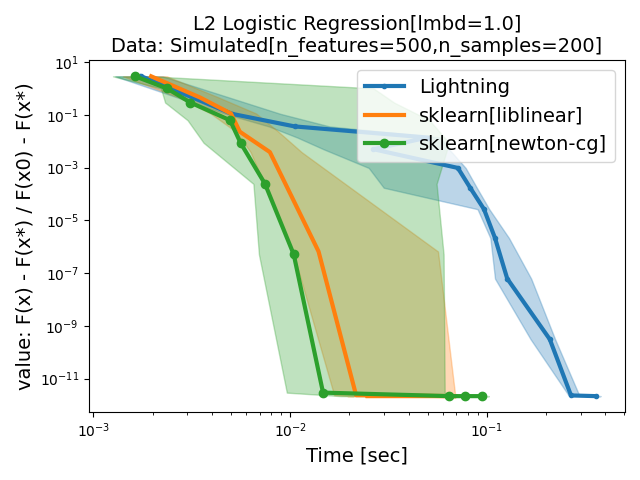 L2 Logistic Regression[lmbd=1.0]
Data: Simulated[n_features=500,n_samples=200]
value: F(x) - F(x*) / F(x0) - F(x*)
10¹
10⁻¹
10⁻³
10⁻⁵
10⁻⁷
10⁻⁹
10⁻¹¹
Lightning
sklearn[liblinear]
sklearn[newton-cg]
10⁻³
10⁻²
10⁻¹
Time [sec]